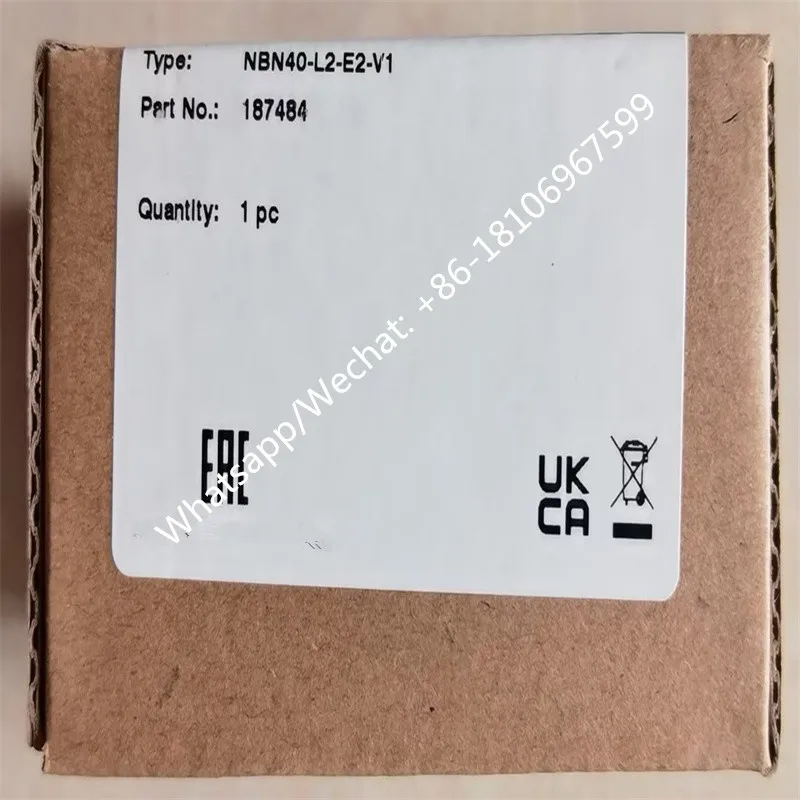 Type: NBN40-L2-E2-V1
Part No.: 187484
Quantity: 1 pc
Whatsapp/Wechat: +86-18106967599
EAC
UK
CA